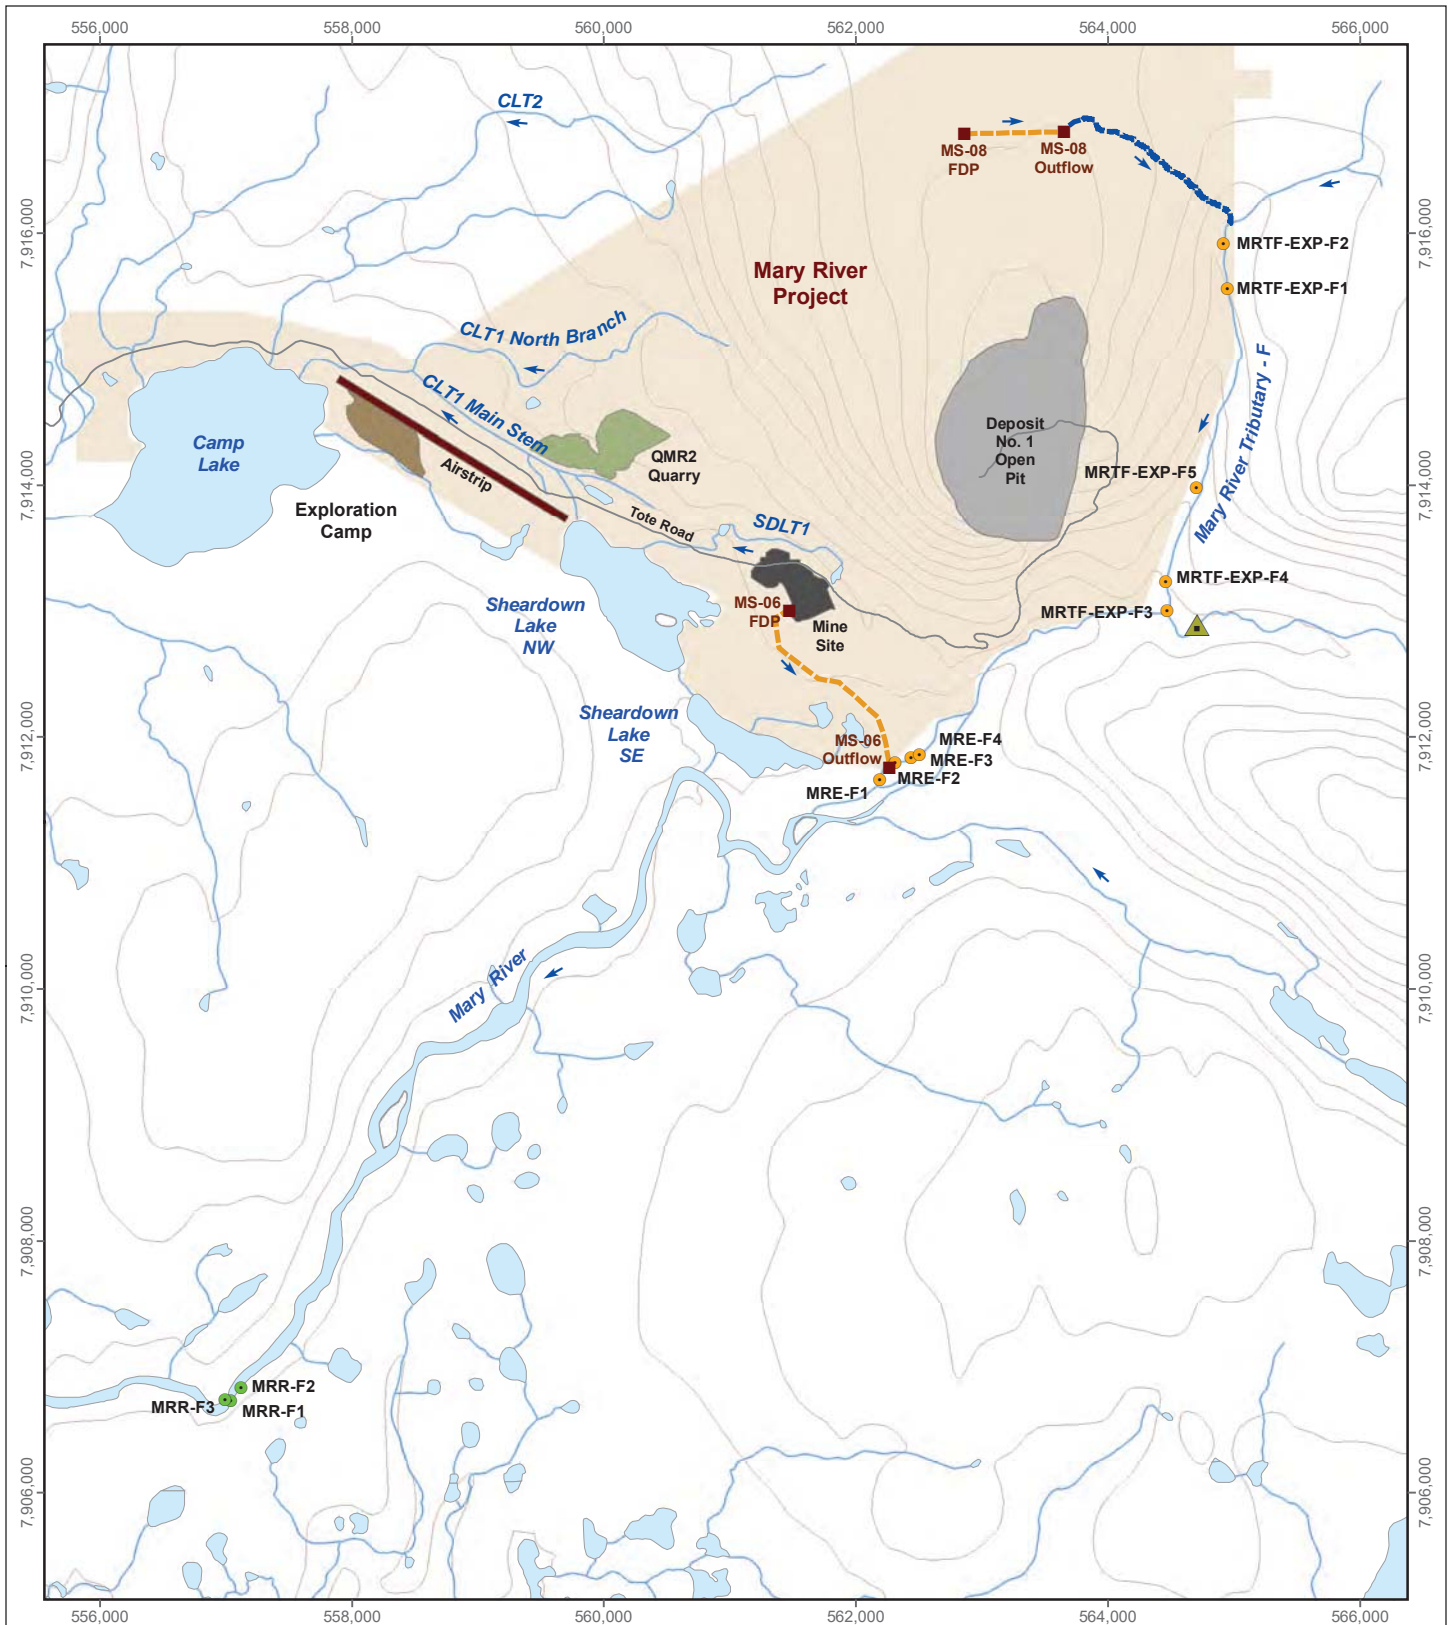 556,000
558,000
560,000
562,000
564,000
566,000
CLT2
MS-08
FDP
MS-08
Outflow
7,916,000
7,916,000
MRTF-EXP-F2
MRTF-EXP-F1
Mary River
Project
CLT1 North Branch
CLT1 Main Stem
Mary River Tributary - F
Camp
Lake
Airstrip
QMR2
Quarry
Deposit
No. 1
Open
Pit
MRTF-EXP-F5
7,914,000
7,914,000
Exploration
Camp
Tote Road
SDLT1
MRTF-EXP-F4
MRTF-EXP-F3
Sheardown
Lake
NW
MS-06
FDP
Mine
Site
Sheardown
Lake
SE
7,912,000
7,912,000
MS-06
Outflow
MRE-F4
MRE-F3
MRE-F2
MRE-F1
Mary River
7,910,000
7,910,000
7,908,000
7,908,000
MRR-F2
MRR-F3
MRR-F1
7,906,000
7,906,000
556,000
558,000
560,000
562,000
564,000
566,000